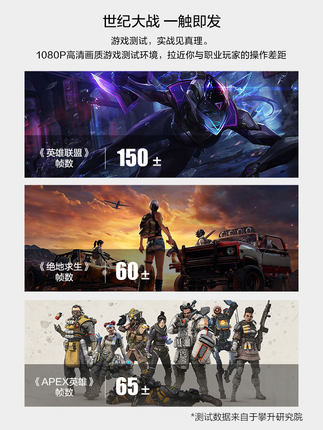 世纪大战 一触即发
游戏测试，实战见真理。
1080P高清画质游戏测试环境，拉近你与职业玩家的操作差距
《英雄联盟》
帧数
150±
《绝地求生》
帧数
60±
《APEX英雄》
帧数
65±
*测试数据来自于攀升研究院